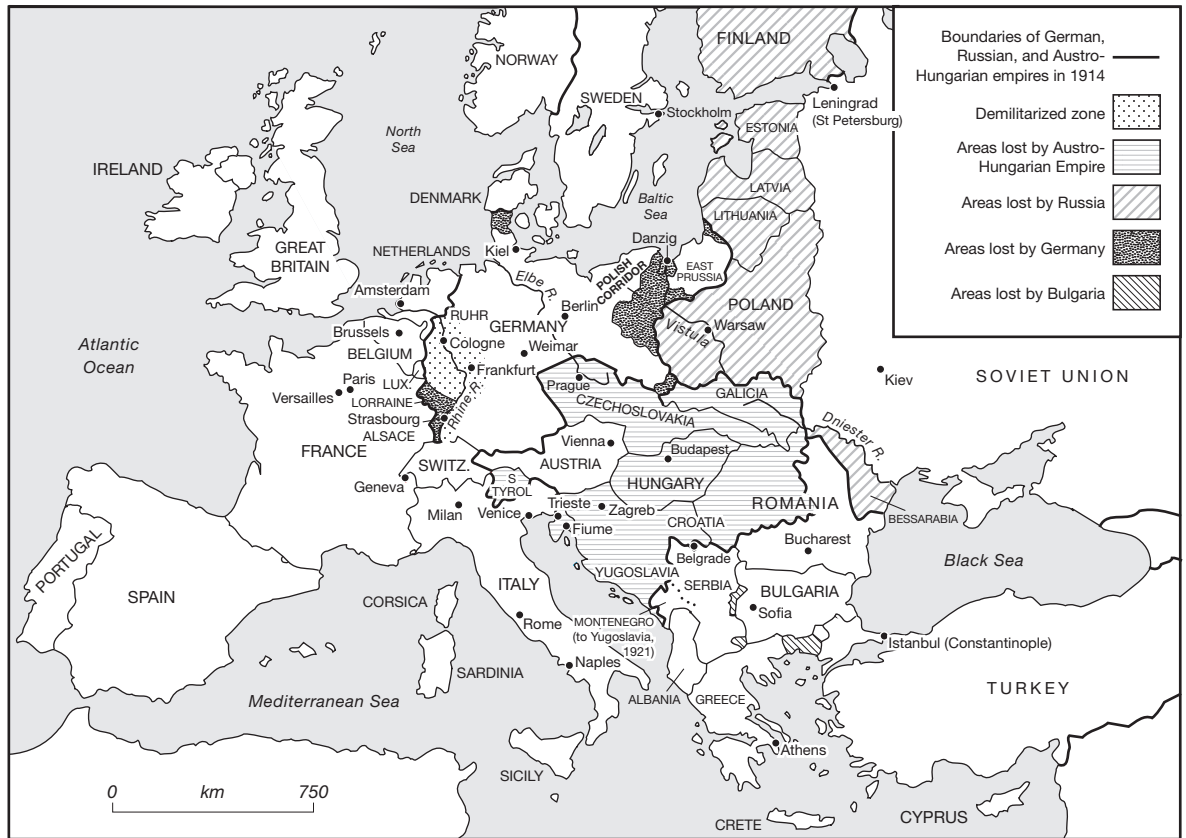 FINLAND
NORWAY
SWEDEN
Stockholm
Leningrad
(St Petersburg)
ESTONIA
North
Sea
IRELAND
LATVIA
DENMARK
Baltic
Sea
LITHUANIA
GREAT
BRITAIN
NETHERLANDS
Kiel
Danzig
EAST
PRUSSIA
POLISH
CORRIDOR
Elbe R.
Amsterdam
Berlin
POLAND
RUHR
GERMANY
Vistula
Warsaw
Brussels
Cologne
BELGIUM
Weimar
Atlantic
Ocean
Frankfurt
Paris
LUX.
Prague
GALICIA
Kiev
SOVIET UNION
Versailles
LORRAINE
Rhine R.
CZECHOSLOVAKIA
Strasbourg
ALSACE
Dniester R.
Vienna
Budapest
FRANCE
SWITZ.
AUSTRIA
HUNGARY
Geneva
S
TYROL
Trieste
ROMANIA
Milan
Venice
Zagreb
CROATIA
BESSARABIA
Fiume
Bucharest
Belgrade
Black Sea
PORTUGAL
SPAIN
ITALY
YUGOSLAVIA
SERBIA
BULGARIA
CORSICA
Sofia
Rome
MONTENEGRO
(to Yugoslavia,
1921)
Istanbul (Constantinople)
Naples
SARDINIA
TURKEY
Mediterranean Sea
ALBANIA
GREECE
Athens
SICILY
0 km 750
CRETE
CYPRUS
Boundaries of German,
Russian, and Austro-
Hungarian empires in 1914
Demilitarized zone
Areas lost by Austro-
Hungarian Empire
Areas lost by Russia
Areas lost by Germany
Areas lost by Bulgaria